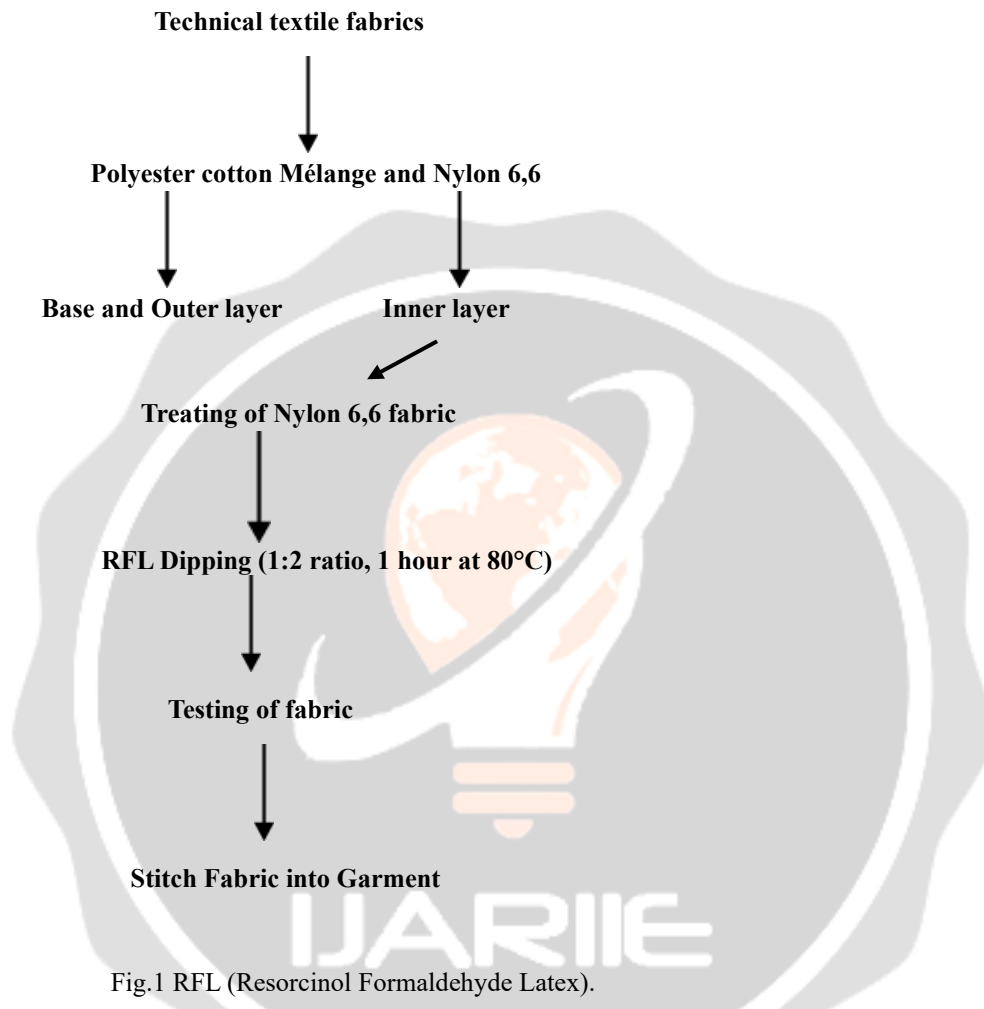 Technical textile fabrics
Polyester cotton Mélange and Nylon 6,6
Base and Outer layer
Inner layer
Treating of Nylon 6,6 fabric
RFL Dipping (1:2 ratio, 1 hour at 80°C)
Testing of fabric
Stitch Fabric into Garment
IJARIIE
Fig.1 RFL (Resorcinol Formaldehyde Latex).